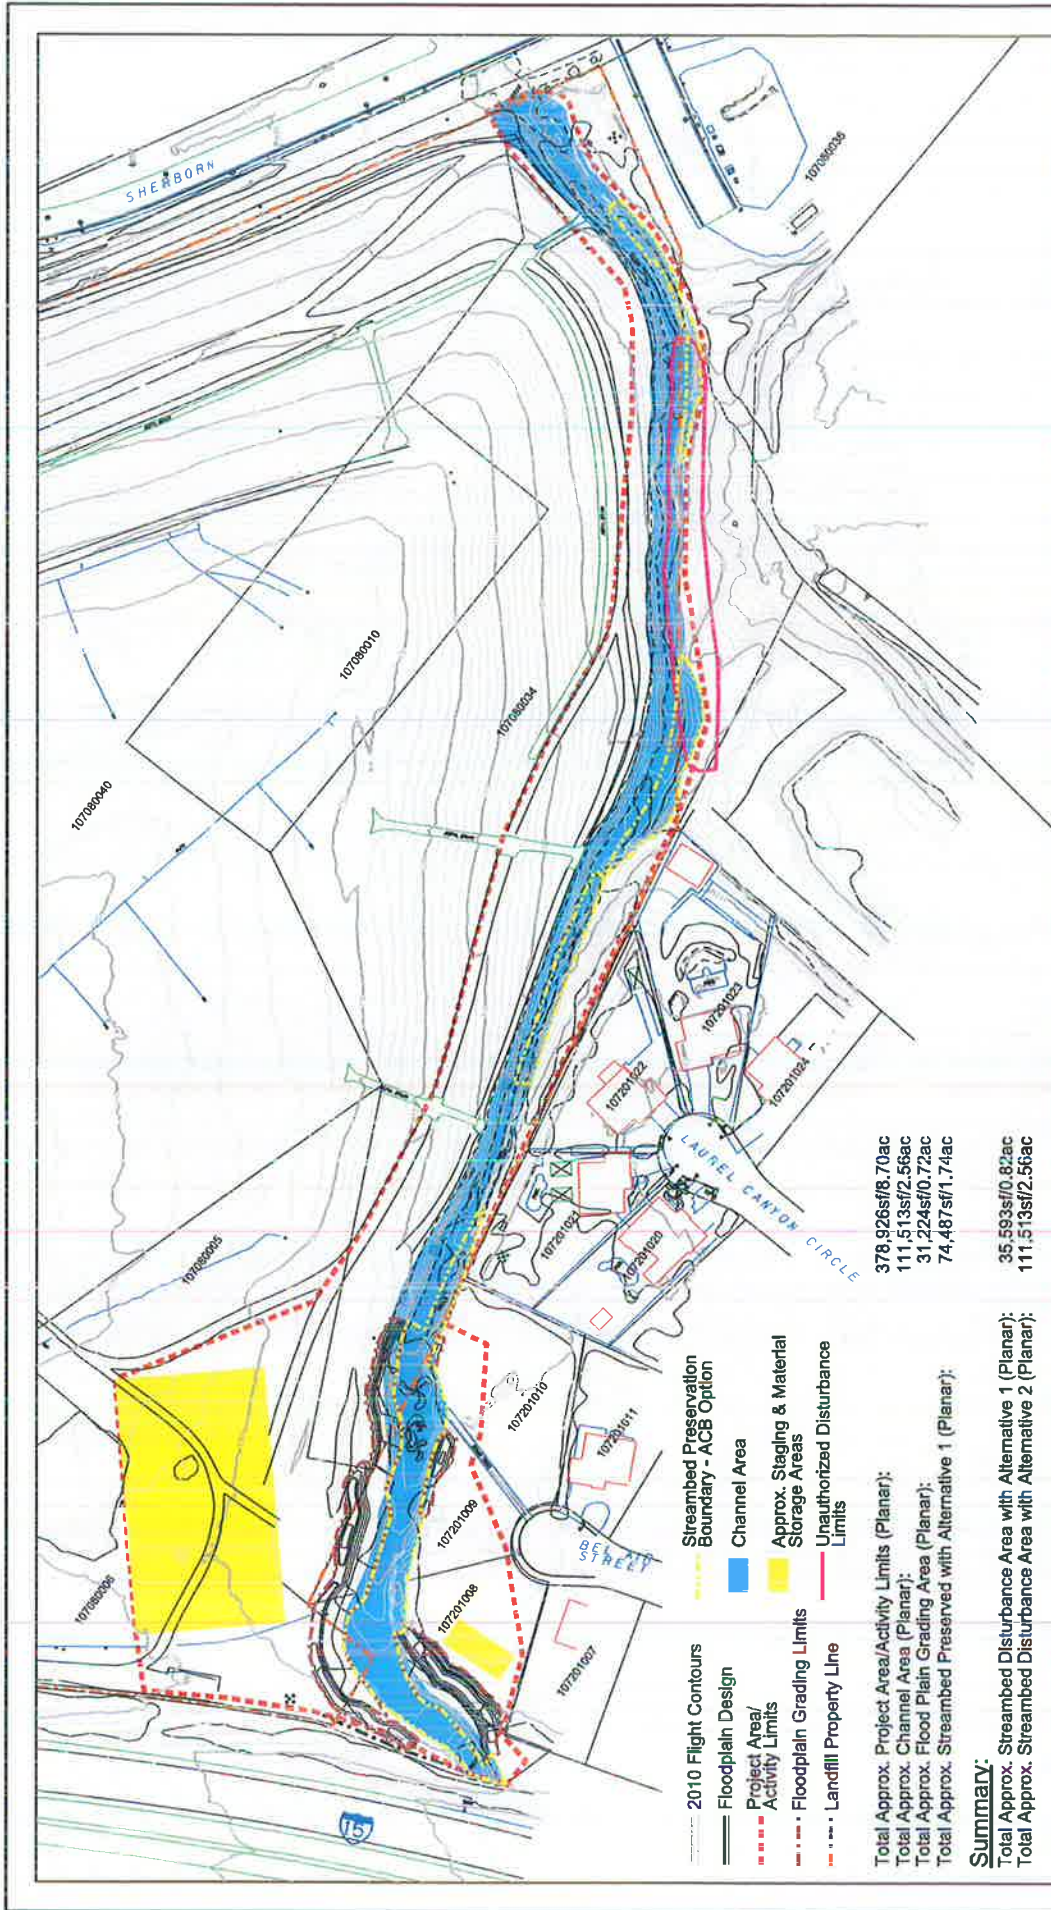 SHERBORN
107080036
107080040
107080010
107080034
107080005
107080006
107201022
107201023
107201024
107201021
107201020
LAUREL CANYON CIRCLE
107201010
107201011
107201009
107201008
107201007
BEL AIR
STREET
15
2010 Flight Contours
Floodplain Design
Project Area/
Activity Limits
Floodplain Grading Limits
Landfill Property Line
Streambed Preservation
Boundary - ACB Option
Channel Area
Approx. Staging & Material
Storage Areas
Unauthorized Disturbance
Limits
Total Approx. Project Area/Activity Limits (Planar): 378,926sf/8.70ac
Total Approx. Channel Area (Planar): 111,513sf/2.56ac
Total Approx. Flood Plain Grading Area (Planar): 31,224sf/0.72ac
Total Approx. Streambed Preserved with Alternative 1 (Planar): 74,487sf/1.74ac
Summary:
Total Approx. Streambed Disturbance Area with Alternative 1 (Planar): 35,593sf/0.82ac
Total Approx. Streambed Disturbance Area with Alternative 2 (Planar): 111,513sf/2.56ac